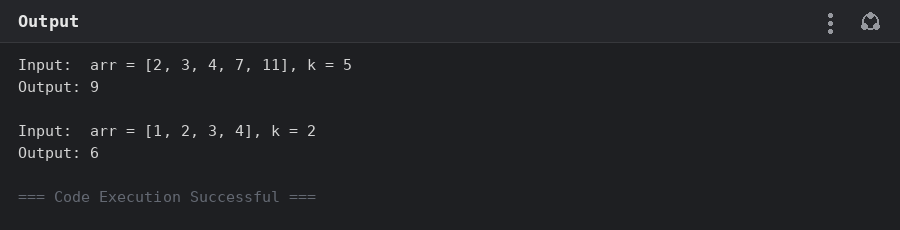 Output
Input:  arr = [2, 3, 4, 7, 11], k = 5
Output: 9
Input:  arr = [1, 2, 3, 4], k = 2
Output: 6
=== Code Execution Successful ===